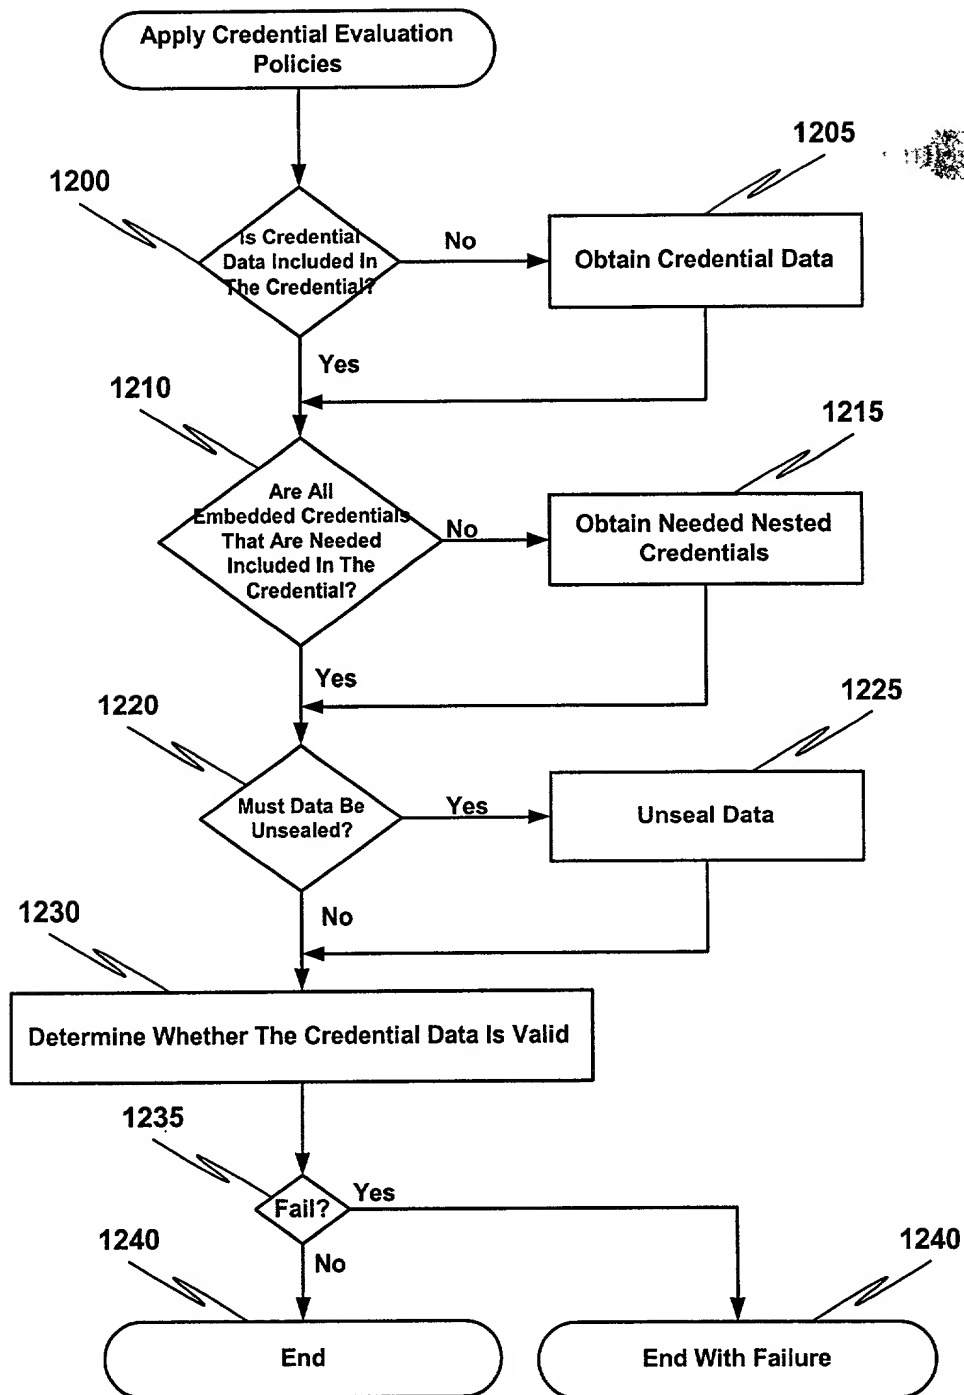 Apply Credential Evaluation
Policies
1205
1200
Is Credential
Data Included In
The Credential?
No
Obtain Credential Data
Yes
1210
1215
Are All
Embedded Credentials
That Are Needed
Included In The
Credential?
No
Obtain Needed Nested
Credentials
Yes
1220
1225
Must Data Be
Unsealed?
Yes
Unseal Data
No
1230
Determine Whether The Credential Data Is Valid
1235
Fail?
Yes
1240
No
1240
End
End With Failure